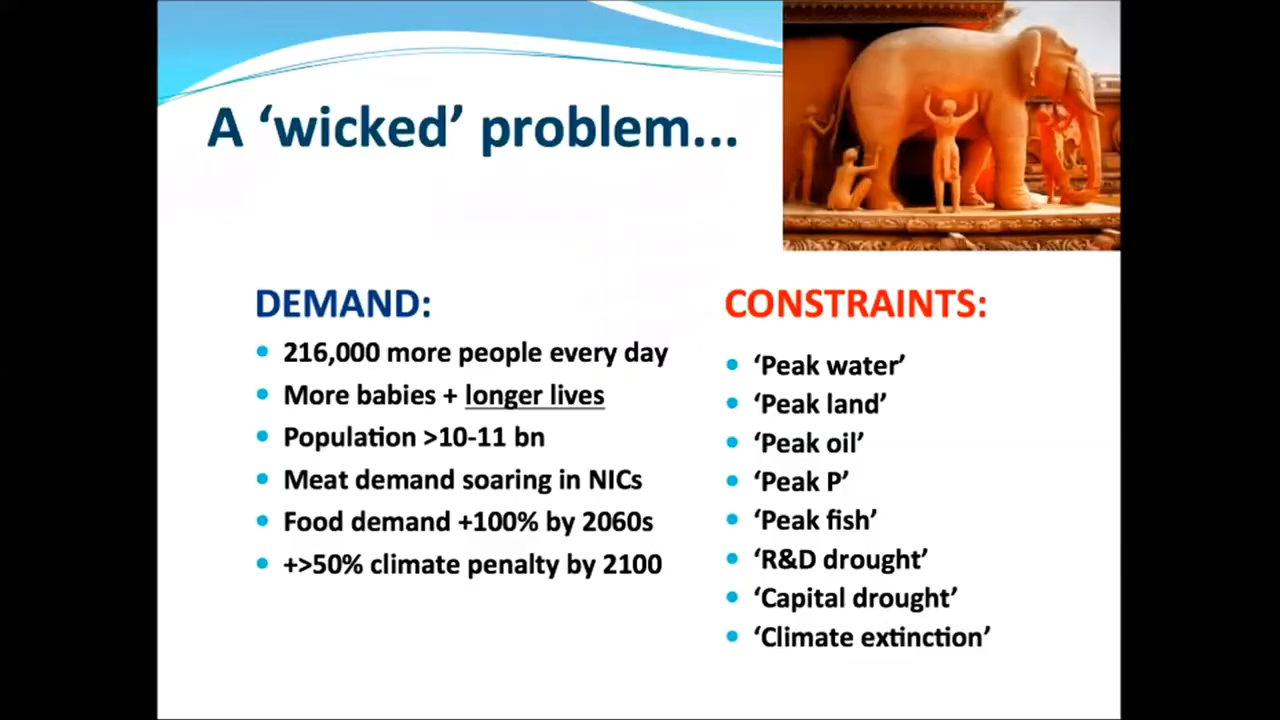 A ‘wicked’ problem...
DEMAND:
216,000 more people every day
More babies + longer lives
Population >10-11 bn
Meat demand soaring in NICs
Food demand +100% by 2060s
+>50% climate penalty by 2100
CONSTRAINTS:
‘Peak water’
‘Peak land’
‘Peak oil’
‘Peak P’
‘Peak fish’
‘R&D drought’
‘Capital drought’
‘Climate extinction’